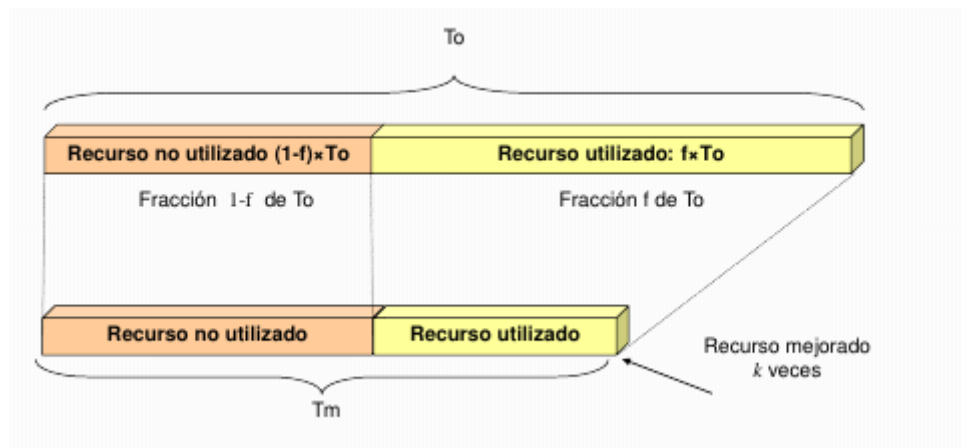 To
Recurso no utilizado (1-f)×To
Recurso utilizado: f×To
Fracción 1-f de To
Fracción f de To
Recurso no utilizado
Recurso utilizado
Recurso mejorado
k veces
Tm